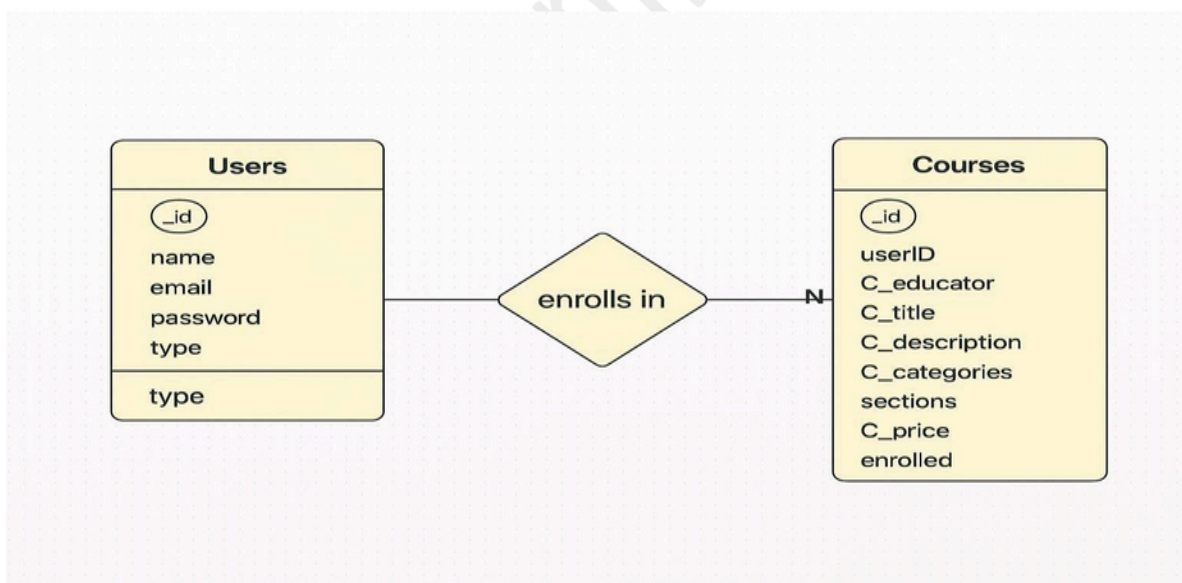 Users
_id
name
email
password
type
type
enrolls in
N
Courses
_id
userID
C_educator
C_title
C_description
C_categories
sections
C_price
enrolled